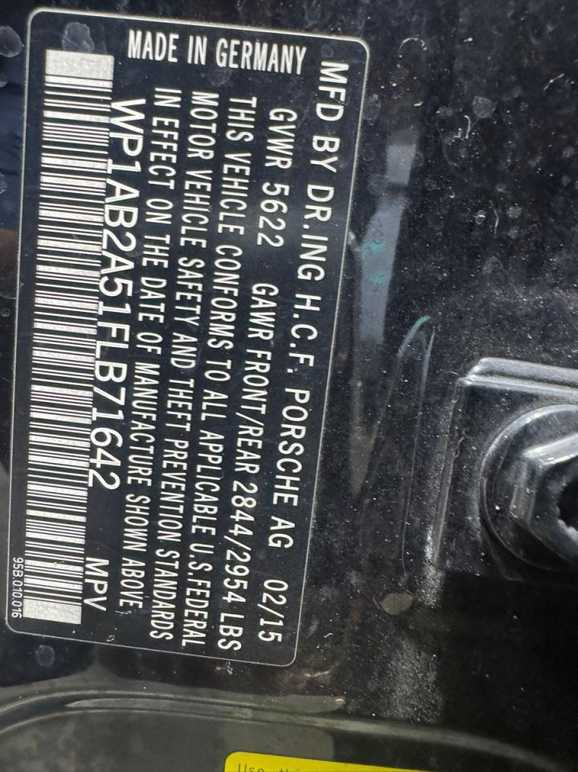 MFD BY DR.ING H.C.F. PORSCHE AG 02/15
MADE IN GERMANY
GVWR 5622 GAWR FRONT/REAR 2844/2954 LBS
THIS VEHICLE CONFORMS TO ALL APPLICABLE U.S.FEDERAL
MOTOR VEHICLE SAFETY AND THEFT PREVENTION STANDARDS
IN EFFECT ON THE DATE OF MANUFACTURE SHOWN ABOVE
WP1AB2A51FLB71642 MPV
95B.010.016
Use